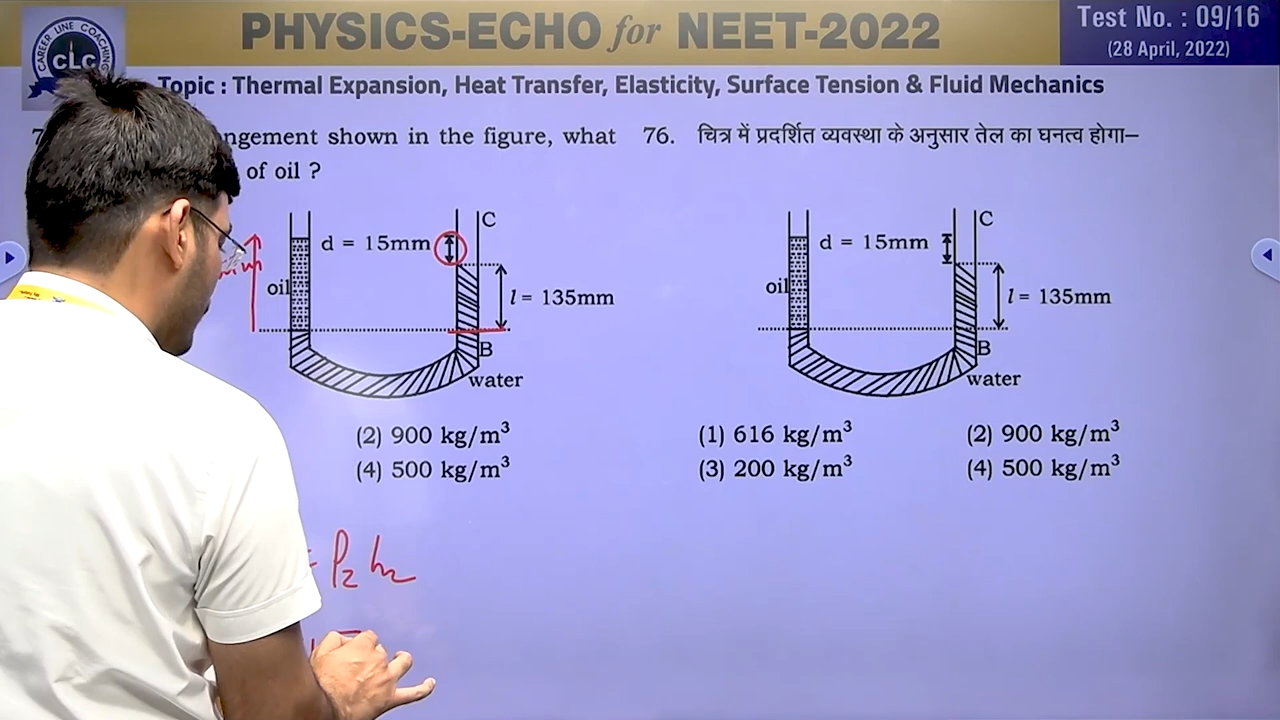 PHYSICS-ECHO for NEET-2022
Test No. : 09/16
(28 April, 2022)
CAREER LINE COACHING
CLC
Topic : Thermal Expansion, Heat Transfer, Elasticity, Surface Tension & Fluid Mechanics
shown in the figure, what
of oil ?
C
d = 15mm
oil
l = 135mm
B
water
(2) 900 kg/m³
(4) 500 kg/m³
P₂ h₂
76. चित्र में प्रदर्शित व्यवस्था के अनुसार तेल का घनत्व होगा–
C
d = 15mm
oil
l = 135mm
B
water
(1) 616 kg/m³ (2) 900 kg/m³
(3) 200 kg/m³ (4) 500 kg/m³